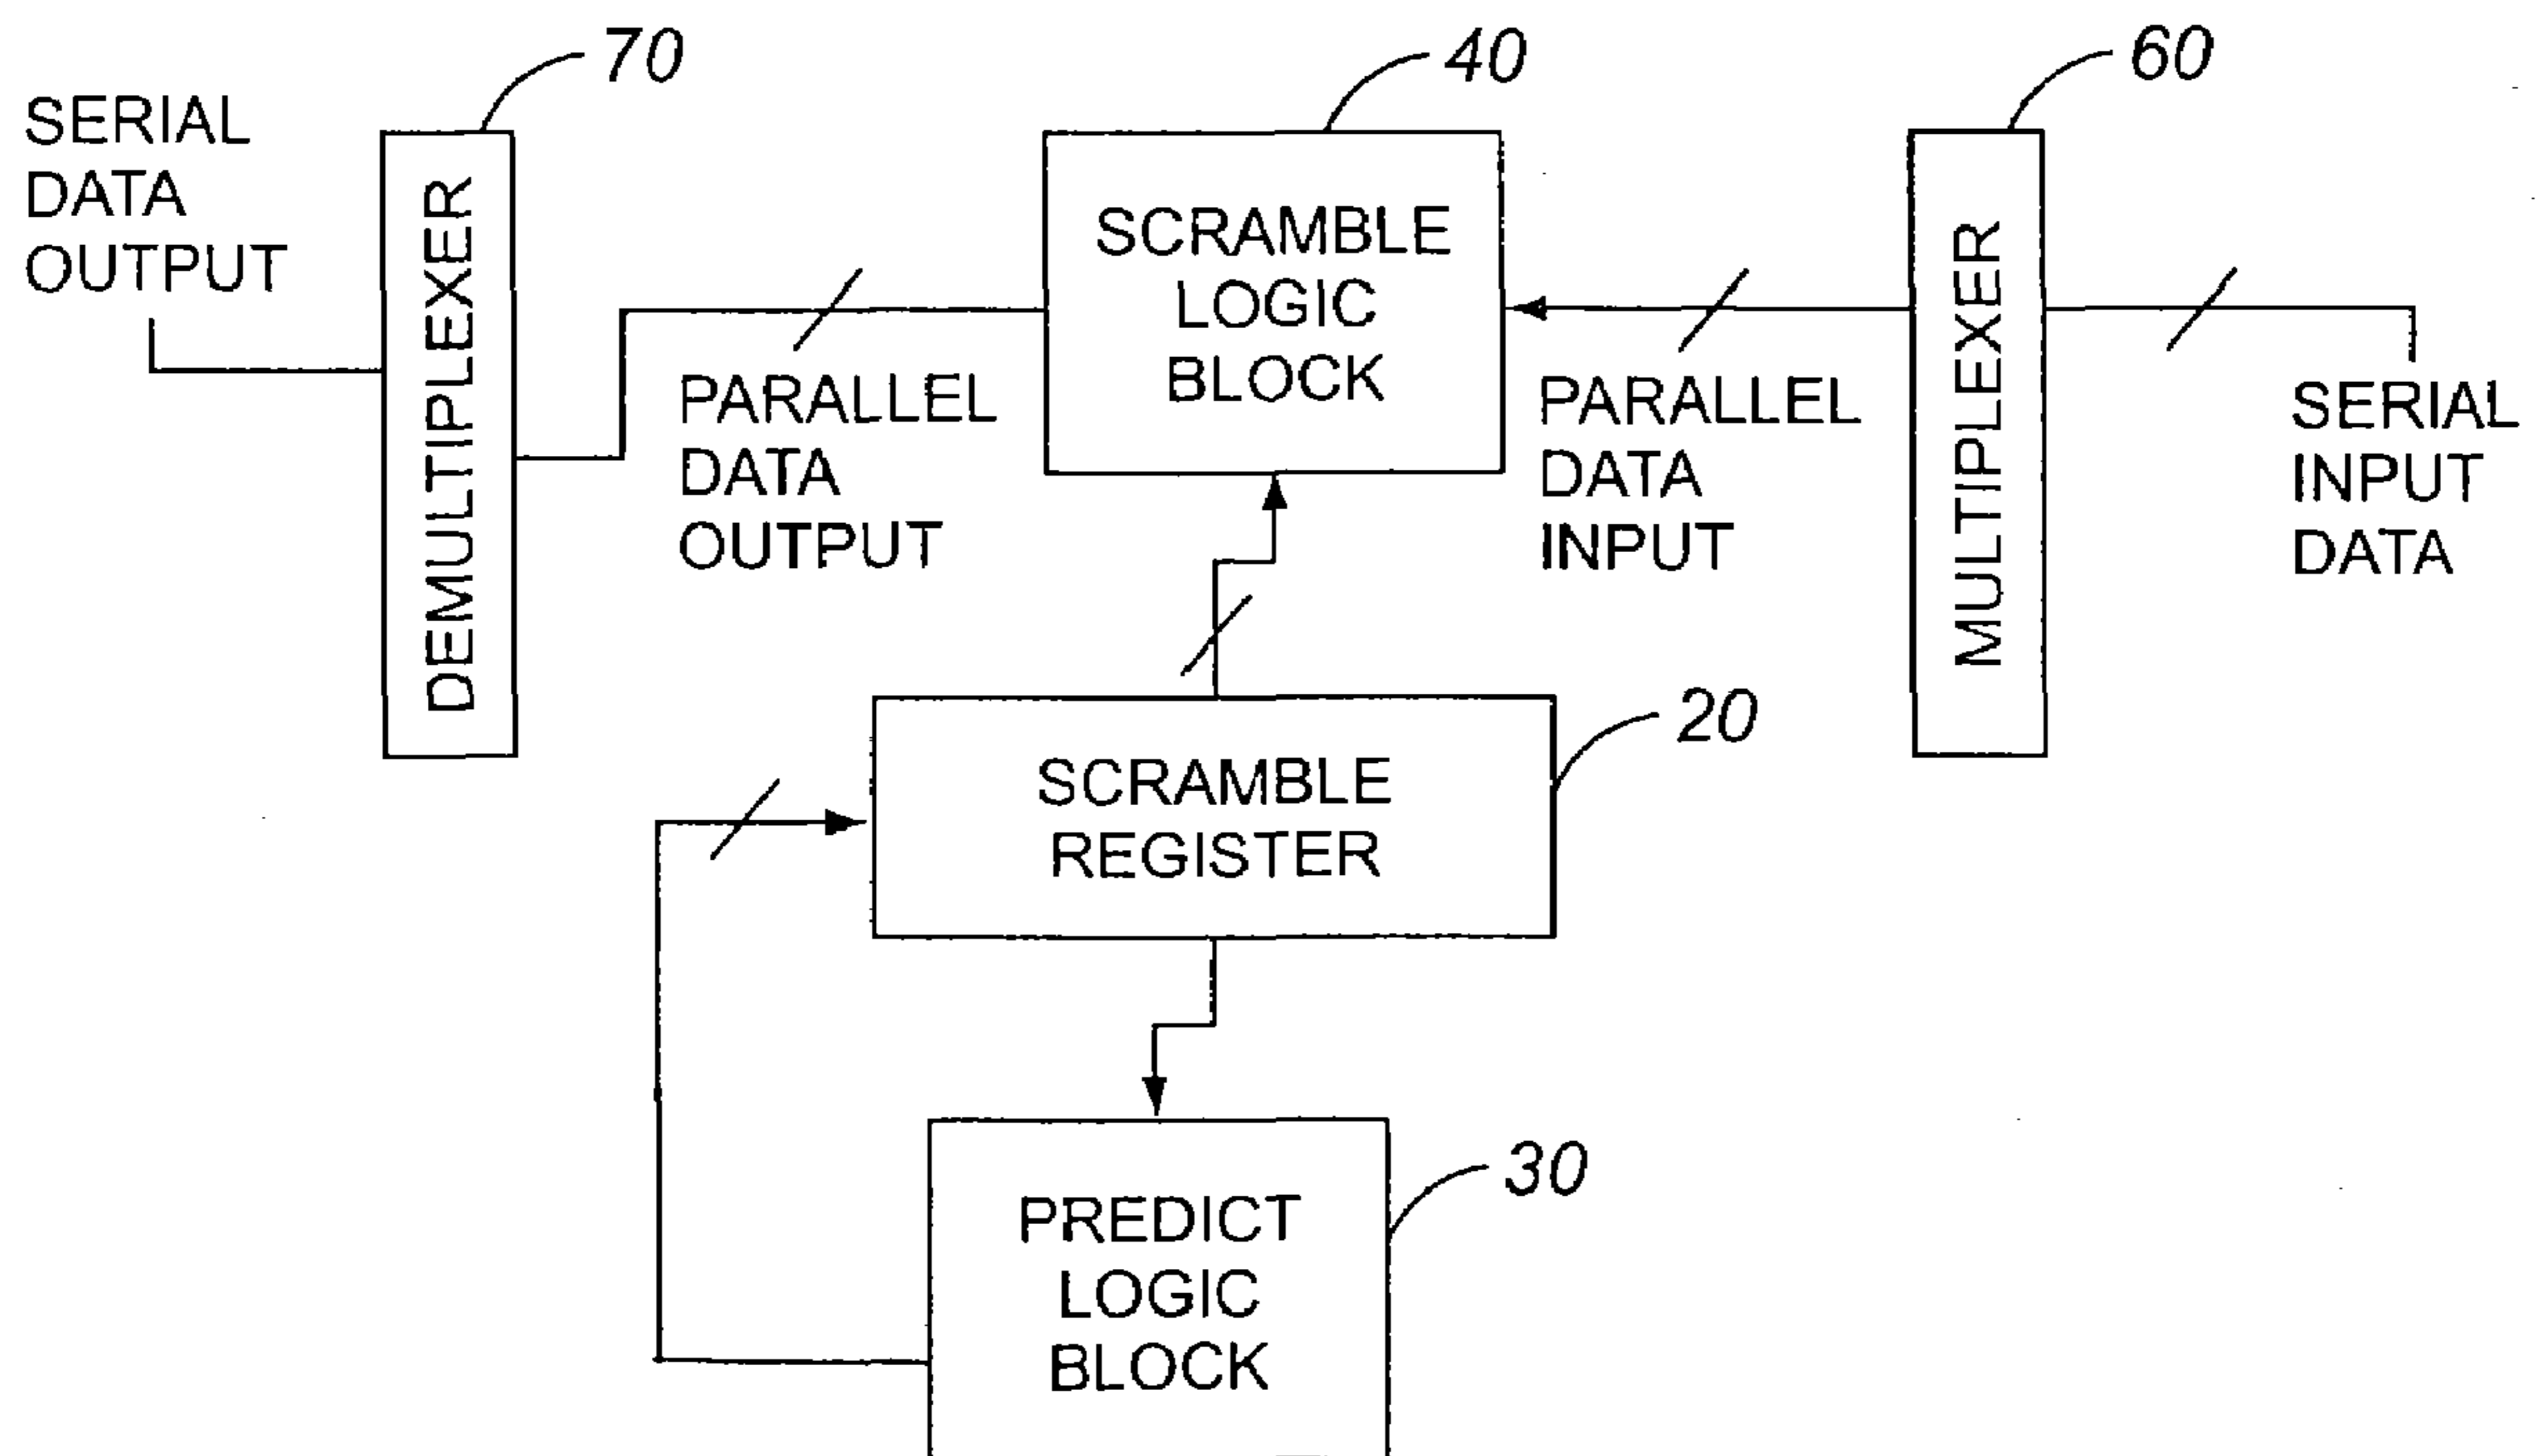 70
40
60
SERIAL
DATA
OUTPUT
DEMULTIPLEXER
SCRAMBLE
LOGIC
BLOCK
MULTIPLEXER
PARALLEL
DATA
OUTPUT
PARALLEL
DATA
INPUT
SERIAL
INPUT
DATA
20
SCRAMBLE
REGISTER
30
PREDICT
LOGIC
BLOCK